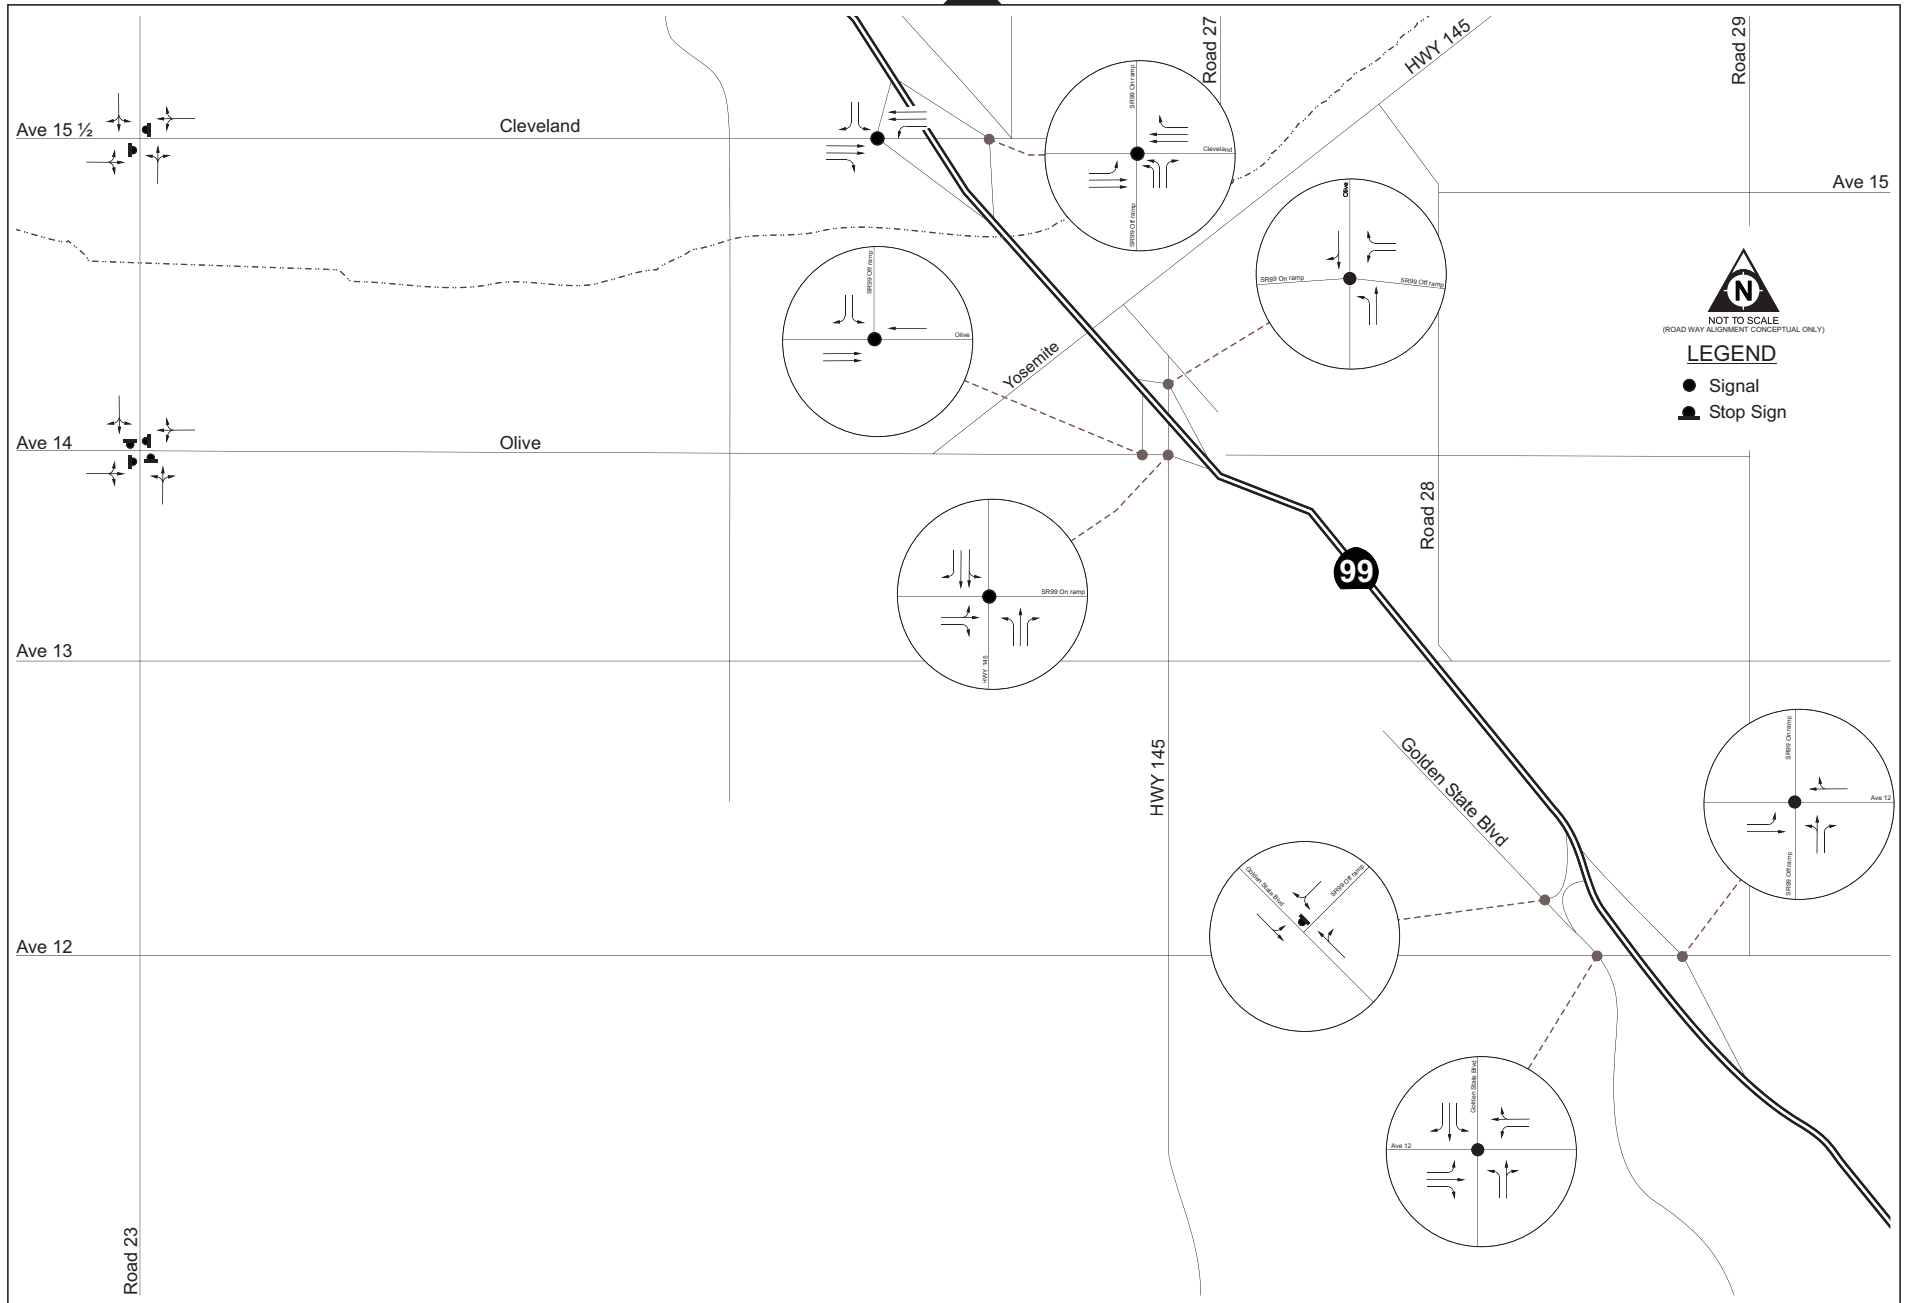 Road 27
HWY 145
Road 29
Ave 15 ½
Cleveland
SR99 On ramp
Cleveland
SR99 Off ramp
Ave 15
Olive
SR99 On ramp
SR99 Off ramp
SR99 Off ramp
Olive
N
NOT TO SCALE
(ROAD WAY ALIGNMENT CONCEPTUAL ONLY)
LEGEND
Signal
Stop Sign
Yosemite
Ave 14
Olive
Road 28
99
SR99 On ramp
HWY 145
Ave 13
HWY 145
Golden State Blvd
SR99 On ramp
Ave 12
SR99 Off ramp
Golden State Blvd
SR99 Off ramp
Ave 12
Golden State Blvd
Ave 12
Road 23